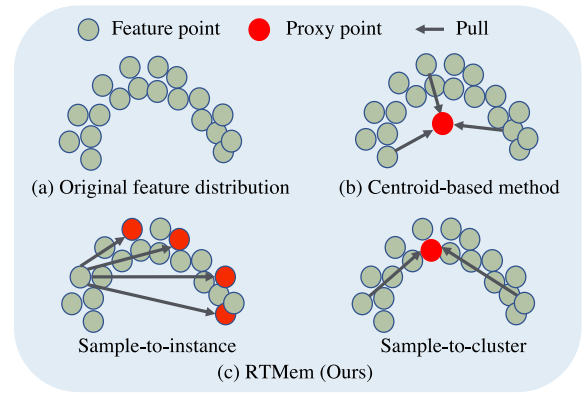 Feature point Proxy point Pull
(a) Original feature distribution (b) Centroid-based method
Sample-to-instance Sample-to-cluster
(c) RTMem (Ours)